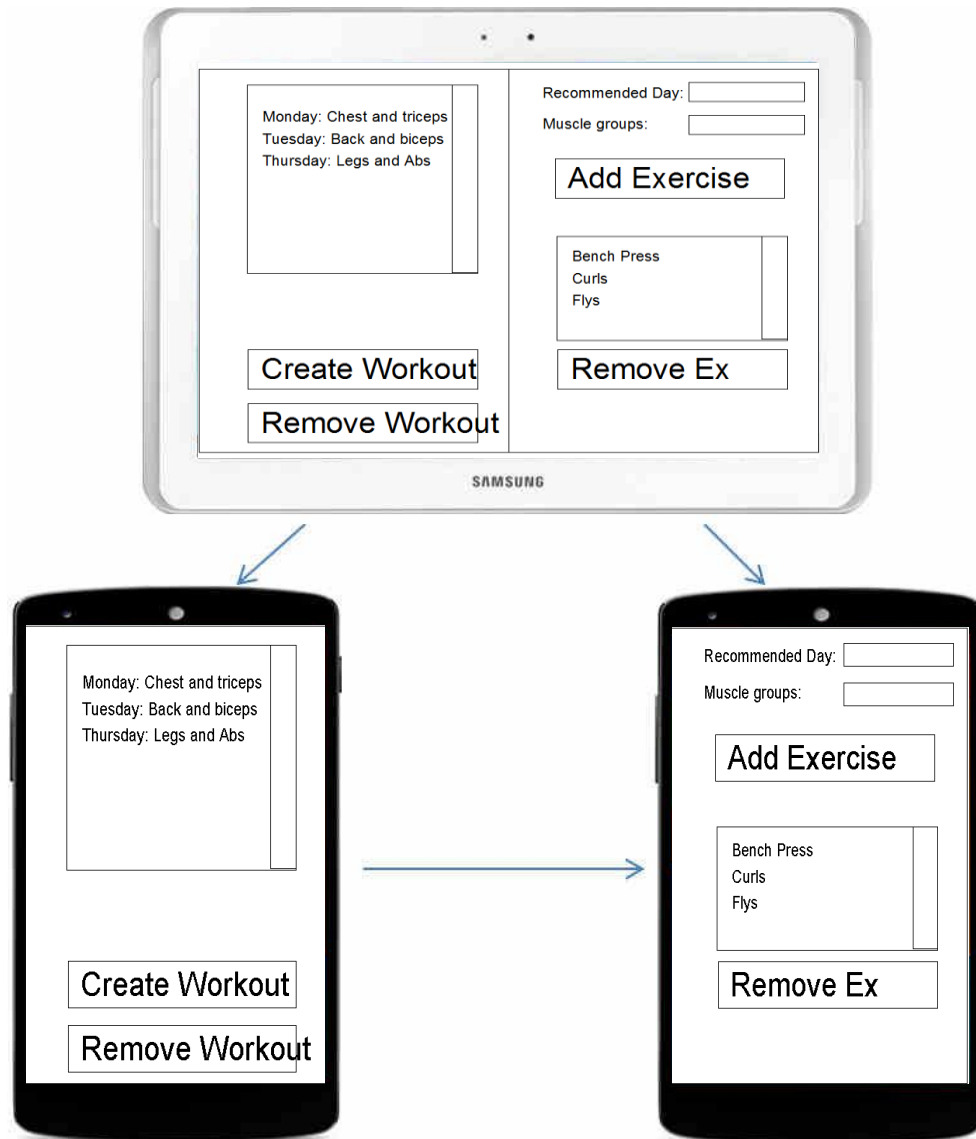 Monday: Chest and triceps
Tuesday: Back and biceps
Thursday: Legs and Abs
Create Workout
Remove Workout
Recommended Day:
Muscle groups:
Add Exercise
Bench Press
Curls
Flys
Remove Ex
SAMSUNG
Monday: Chest and triceps
Tuesday: Back and biceps
Thursday: Legs and Abs
Create Workout
Remove Workout
Recommended Day:
Muscle groups:
Add Exercise
Bench Press
Curls
Flys
Remove Ex